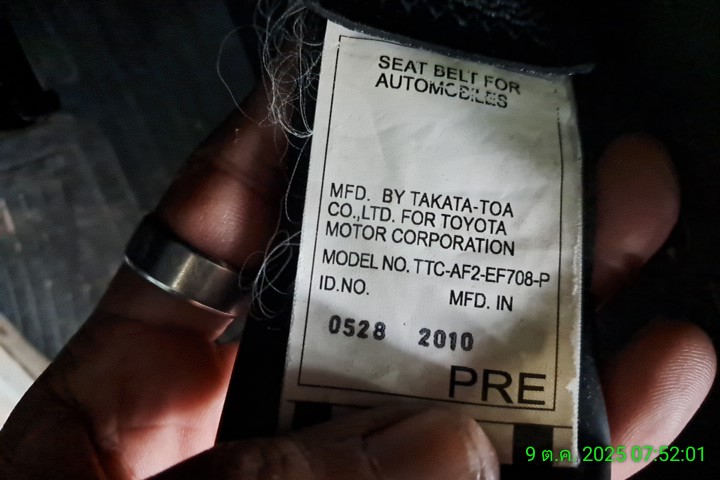 SEAT BELT FOR
AUTOMOBILES
MFD. BY TAKATA-TOA
CO.,LTD. FOR TOYOTA
MOTOR CORPORATION
MODEL NO. TTC-AF2-EF708-P
ID.NO. MFD. IN
0528 2010
PRE
9 ต.ค. 2025 07:52:01